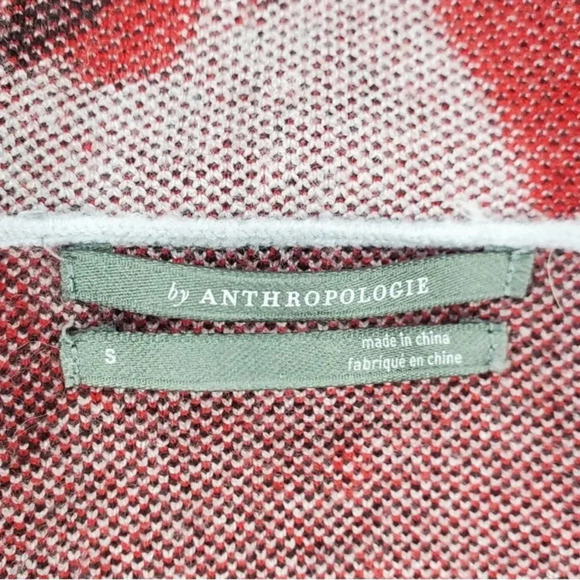 by ANTHROPOLOGIE
S
made in china
fabriqué en chine